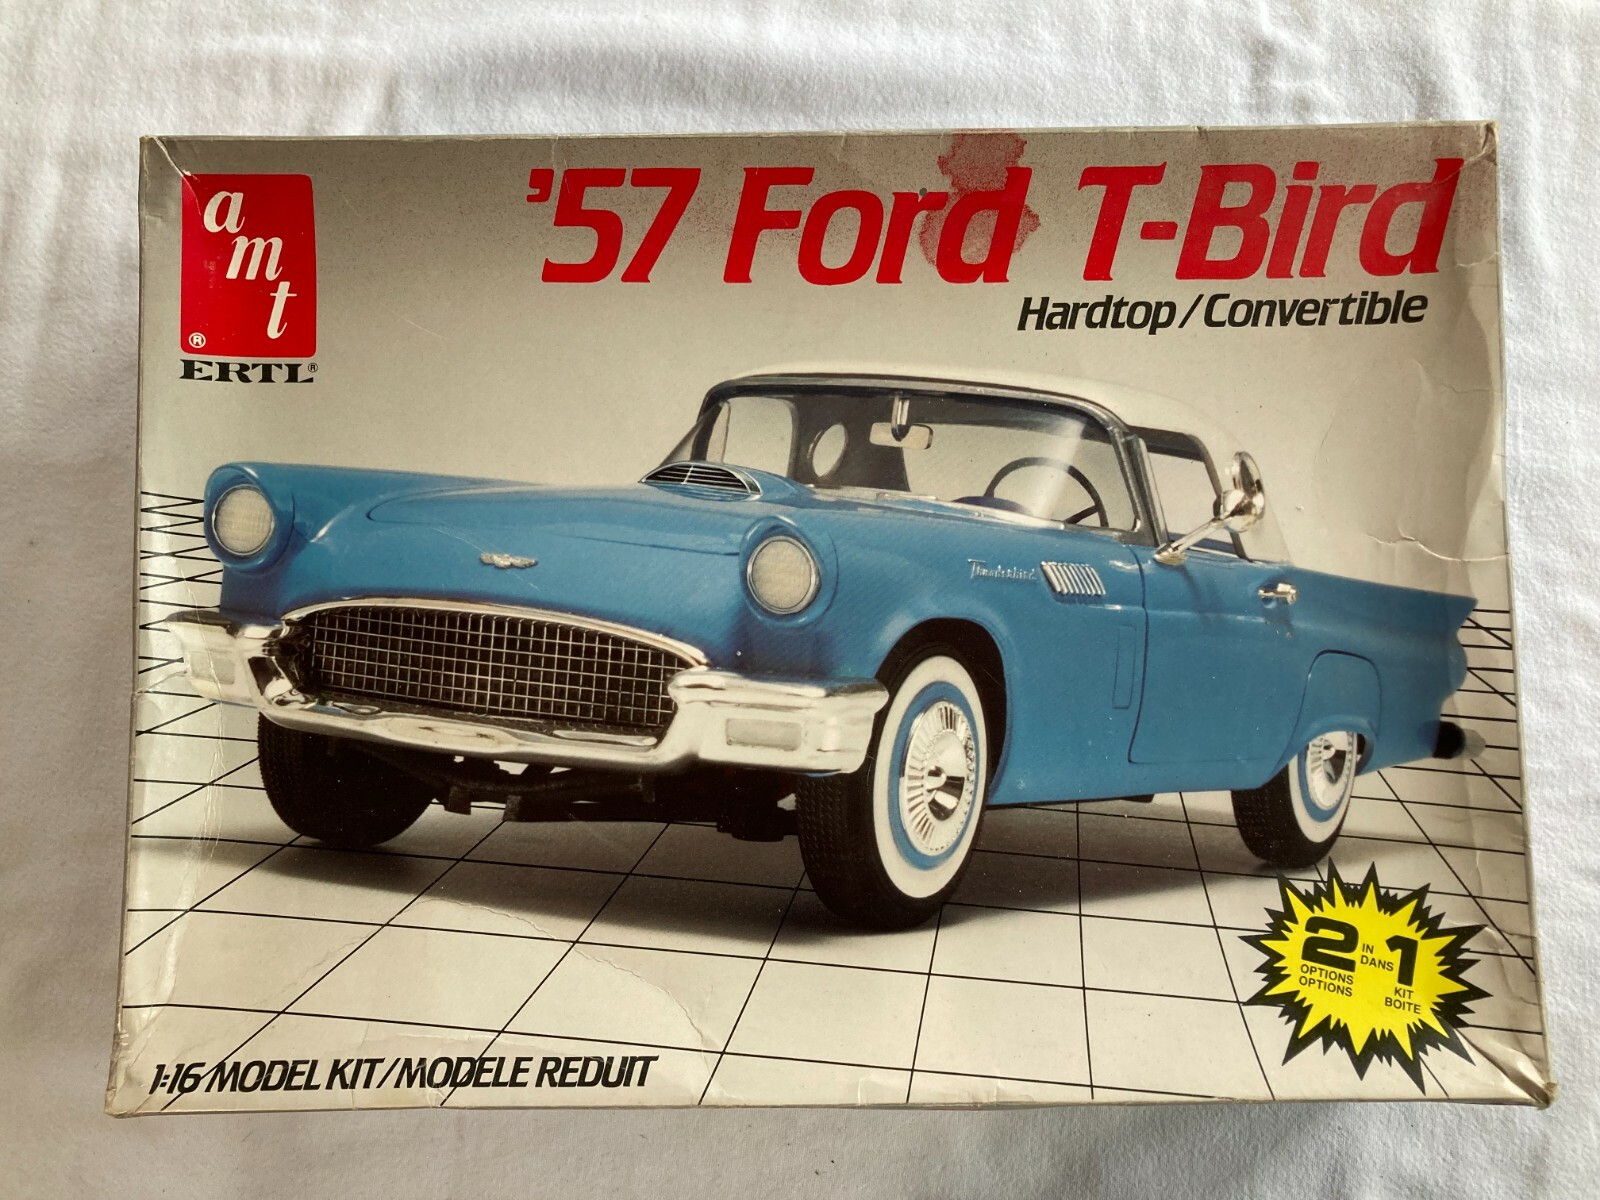 amt
®
ERTL®
'57 Ford T-Bird
Hardtop/Convertible
Thunderbird
2 IN 1
DANS
OPTIONS KIT
OPTIONS BOITE
1:16 MODEL KIT/MODELE REDUIT